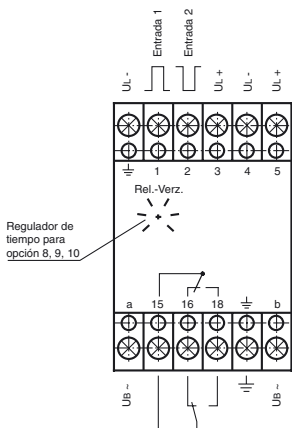 UL -
Entrada 1
Entrada 2
UL +
UL -
UL +
1 2 3 4 5
Rel.-Verz.
Regulador de
tiempo para
opción 8, 9, 10
a 15 16 18 b
UB ~
UB ~